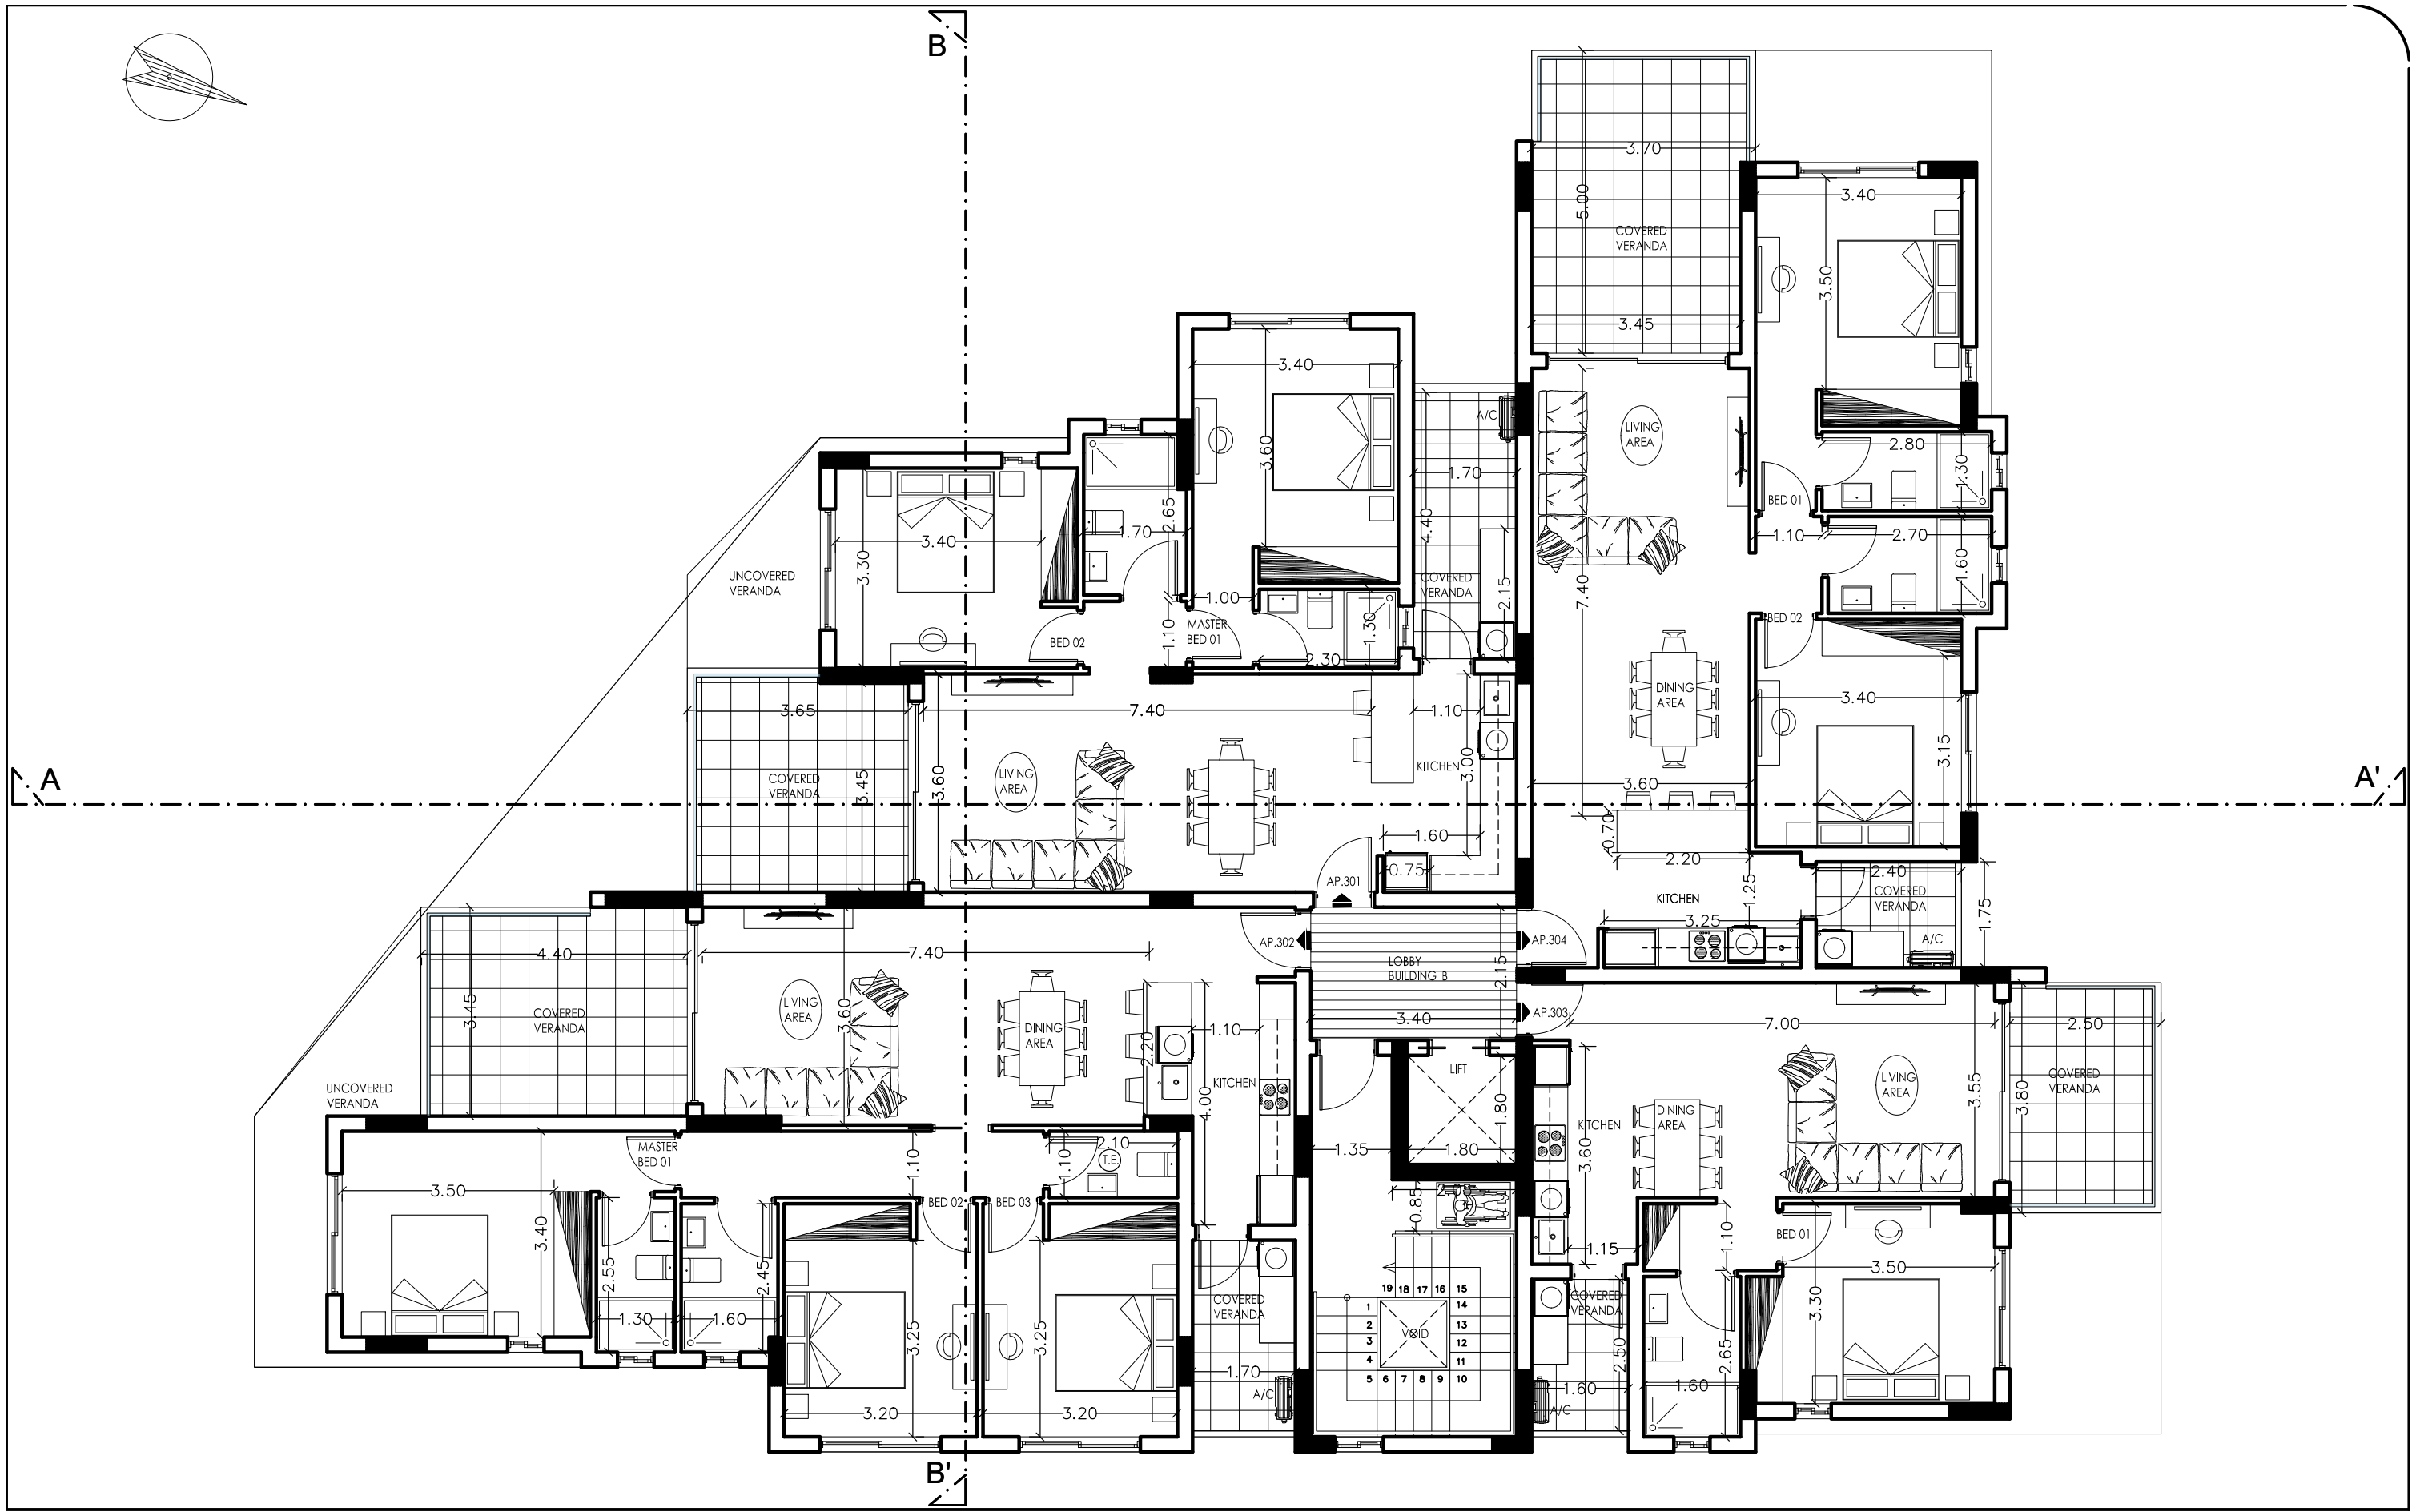 B
3.70
5.00
3.40
COVERED
VERANDA
3.50
3.45
3.40
A/C
LIVING
AREA
2.80
3.60
1.70
1.30
BED 01
2.65
4.40
1.70
1.10
2.70
3.40
3.30
1.60
UNCOVERED
VERANDA
COVERED
VERANDA
2.15
7.40
1.00
MASTER
BED 01
1.10
1.30
BED 02
BED 02
2.30
DINING
AREA
3.40
3.65
7.40
1.10
3.15
3.00
KITCHEN
LIVING
AREA
COVERED
VERANDA
3.45
3.60
3.60
A
A'
0.70
1.60
2.20
0.75
1.25
2.40
KITCHEN
COVERED
VERANDA
AP.301
3.25
1.75
AP.302
AP.304
A/C
4.40
7.40
LOBBY
BUILDING B
2.15
LIVING
AREA
3.45
3.60
COVERED
VERANDA
DINING
AREA
1.10
3.40
AP.303
7.00
2.50
2.20
LIFT
LIVING
AREA
COVERED
VERANDA
KITCHEN
4.00
3.55
3.80
UNCOVERED
VERANDA
1.80
DINING
AREA
KITCHEN
MASTER
BED 01
2.10
T.E.
1.10
1.10
1.35
1.80
3.60
3.50
BED 02
BED 03
0.85
3.40
1.10
BED 01
1.15
2.55
2.45
3.50
COVERED
VERANDA
19 18 17 16 15
1 14
2 13
3 12
4 11
5 6 7 8 9 10
VOID
COVERED
VERANDA
3.30
1.30
1.60
3.25
3.25
2.50
2.65
1.70
A/C
1.60
A/C
1.60
3.20
3.20
B'